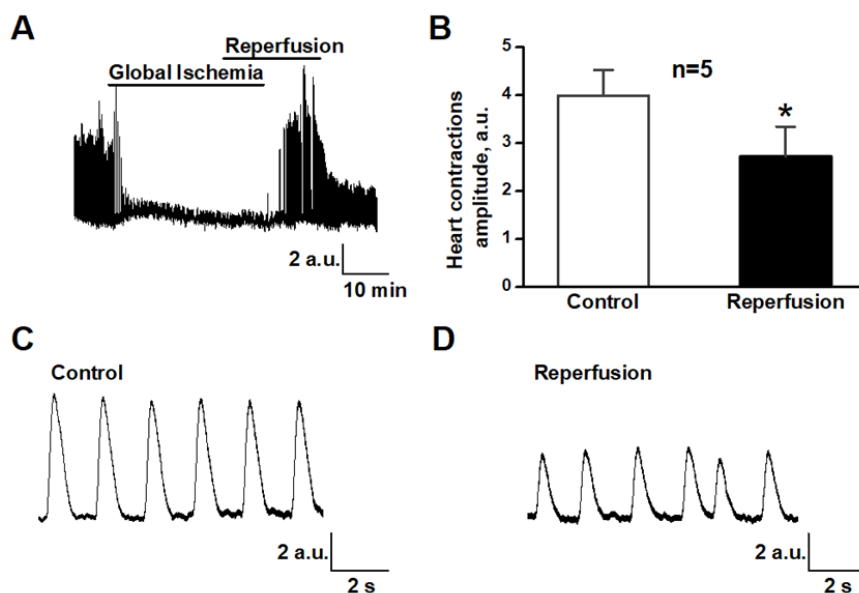 A
Reperfusion
Global Ischemia
2 a.u.
10 min
B
Heart contractions
amplitude, a.u.
5
4
3
2
1
0
n=5
*
Control
Reperfusion
C
Control
2 a.u.
2 s
D
Reperfusion
2 a.u.
2 s